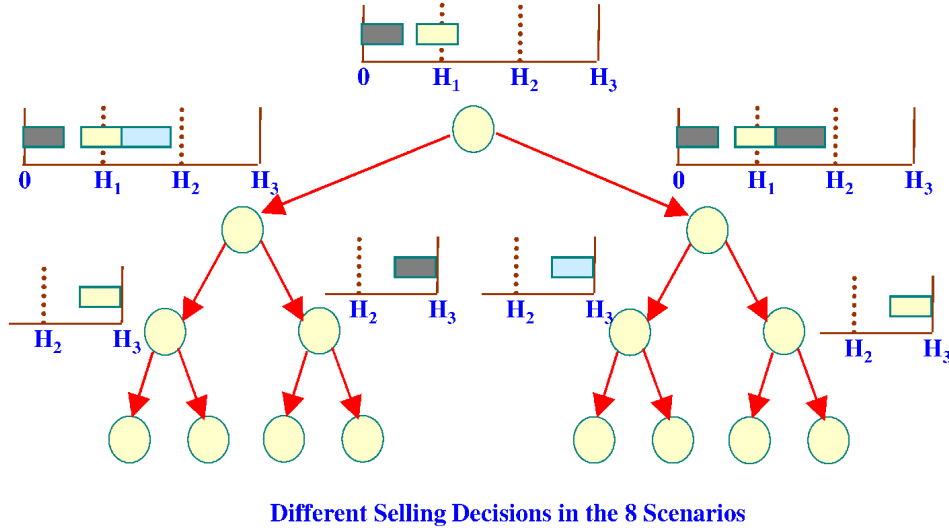 0 H₁ H₂ H₃
0 H₁ H₂ H₃
0 H₁ H₂ H₃
H₂ H₃
H₂ H₃
H₂ H₃
H₂ H₃
Different Selling Decisions in the 8 Scenarios